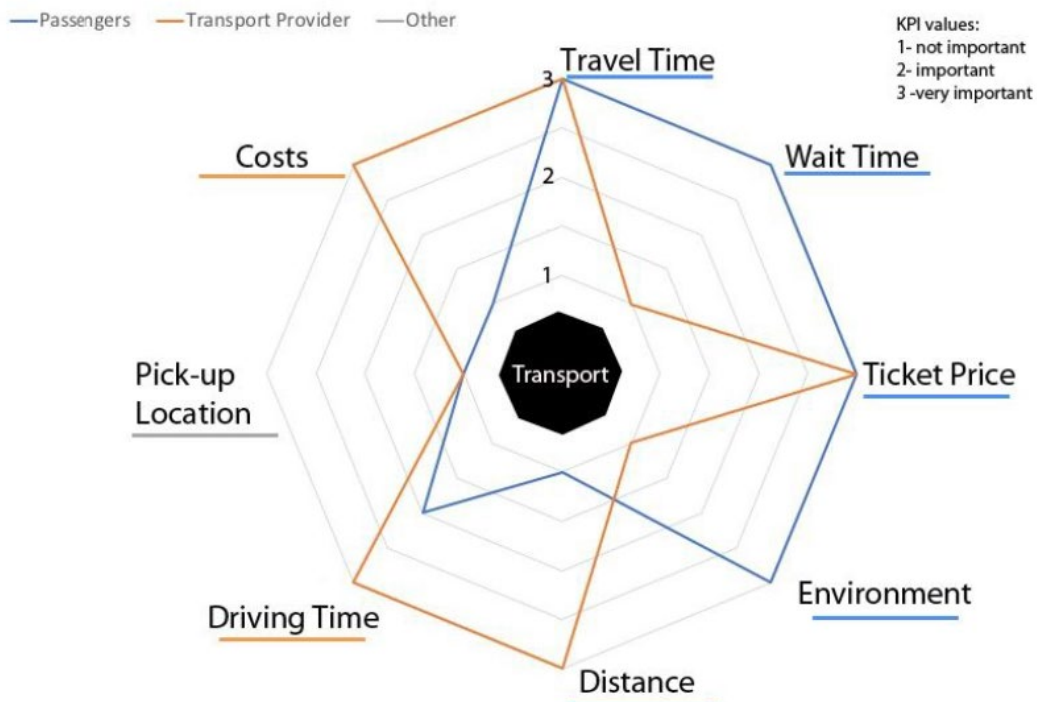 Passengers
Transport Provider
Other
KPI values:
1- not important
2- important
3 -very important
Travel Time
3
Costs
Wait Time
2
1
Pick-up
Location
Transport
Ticket Price
Environment
Driving Time
Distance